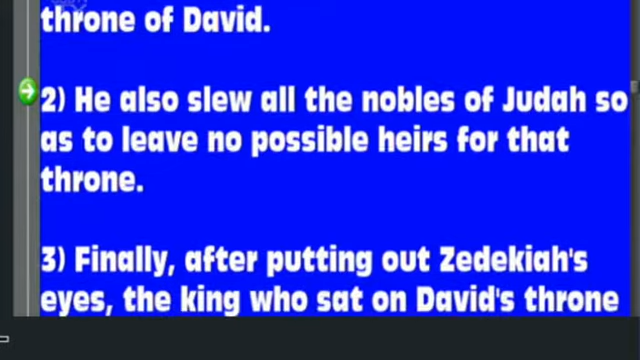 throne of David.
2) He also slew all the nobles of Judah so
as to leave no possible heirs for that
throne.
3) Finally, after putting out Zedekiah's
eyes, the king who sat on David's throne